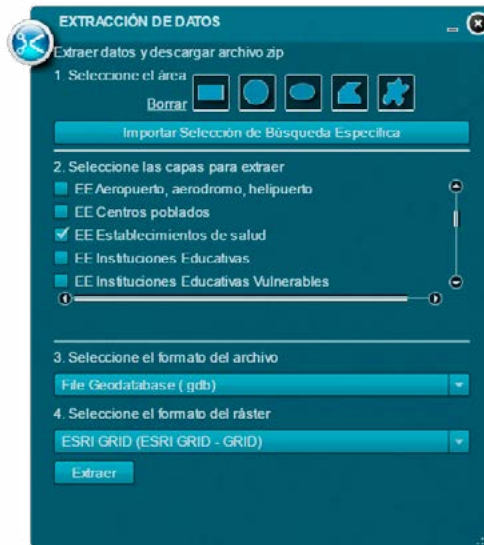 EXTRACCIÓN DE DATOS
Extraer datos y descargar archivo zip
1. Seleccione el área
Borrar
Importar Selección de Búsqueda Específica
2. Seleccione las capas para extraer
EE Aeropuerto, aerodromo, helipuerto
EE Centros poblados
EE Establecimientos de salud
EE Instituciones Educativas
EE Instituciones Educativas Vulnerables
3. Seleccione el formato del archivo
File Geodatabase (.gdb)
4. Seleccione el formato del ráster
ESRI GRID (ESRI GRID - GRID)
Extraer